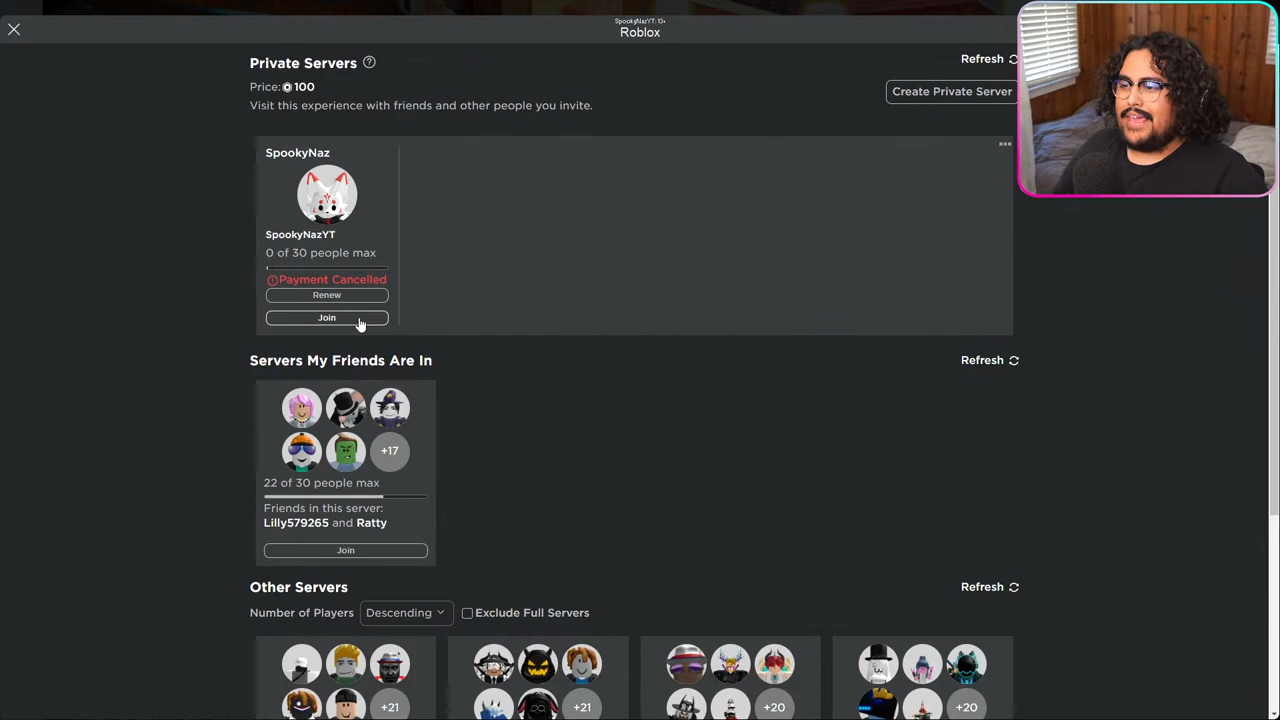 SpookyNazYT: 13+
Roblox
Private Servers
Refresh
Price: 100
Create Private Server
Visit this experience with friends and other people you invite.
SpookyNaz
SpookyNazYT
0 of 30 people max
Payment Cancelled
Renew
Join
Servers My Friends Are In
Refresh
+17
22 of 30 people max
Friends in this server:
Lilly579265 and Ratty
Join
Other Servers
Refresh
Number of Players
Descending
Exclude Full Servers
+21
+21
+20
+20